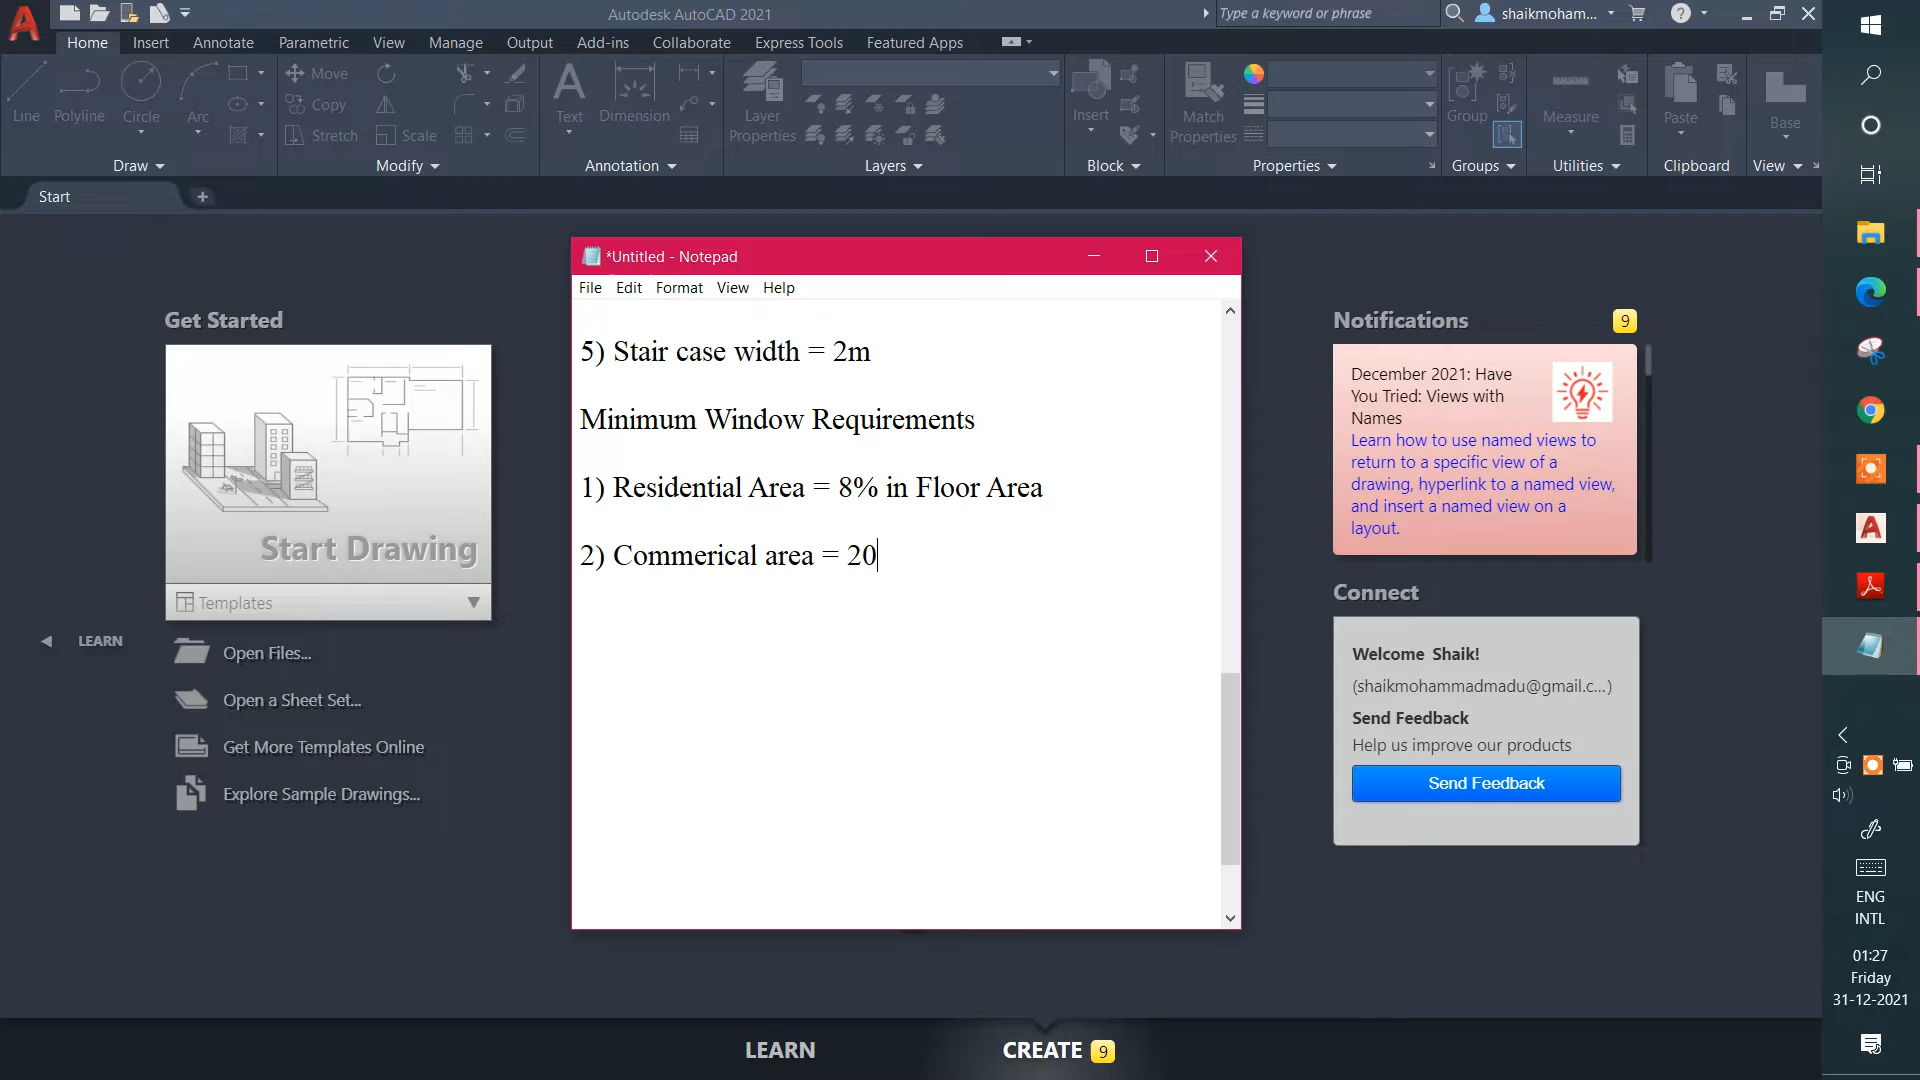 Autodesk AutoCAD 2021
Type a keyword or phrase
shaikmoham...
Home Insert Annotate Parametric View Manage Output Add-ins Collaborate Express Tools Featured Apps
Line Polyline Circle Arc
Move
Copy
Stretch Scale
Text Dimension
Layer Properties
Insert
Match Properties
Group
Measure
Paste
Base
Draw Modify Annotation Layers Block Properties Groups Utilities Clipboard View
Start
*Untitled - Notepad
File Edit Format View Help
5) Stair case width = 2m
Minimum Window Requirements
1) Residential Area = 8% in Floor Area
2) Commerical area = 20
Get Started
Start Drawing
Templates
LEARN
Open Files...
Open a Sheet Set...
Get More Templates Online
Explore Sample Drawings...
Notifications 9
December 2021: Have
You Tried: Views with
Names
Learn how to use named views to
return to a specific view of a
drawing, hyperlink to a named view,
and insert a named view on a
layout.
Connect
Welcome Shaik!
(shaikmohammadmadu@gmail.c...)
Send Feedback
Help us improve our products
Send Feedback
LEARN CREATE 9
ENG
INTL
01:27
Friday
31-12-2021